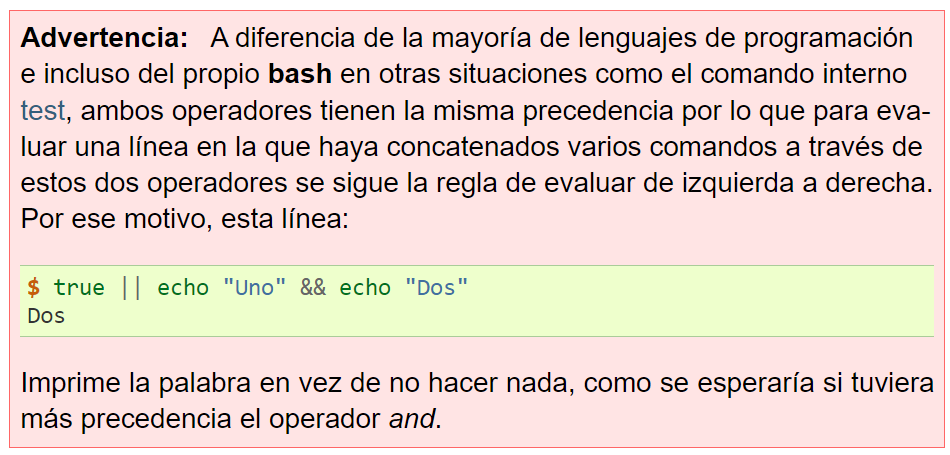 Advertencia: A diferencia de la mayoría de lenguajes de programación
e incluso del propio bash en otras situaciones como el comando interno
test, ambos operadores tienen la misma precedencia por lo que para eva-
luar una línea en la que haya concatenados varios comandos a través de
estos dos operadores se sigue la regla de evaluar de izquierda a derecha.
Por ese motivo, esta línea:
$ true || echo "Uno" && echo "Dos"
Dos
Imprime la palabra en vez de no hacer nada, como se esperaría si tuviera
más precedencia el operador and.